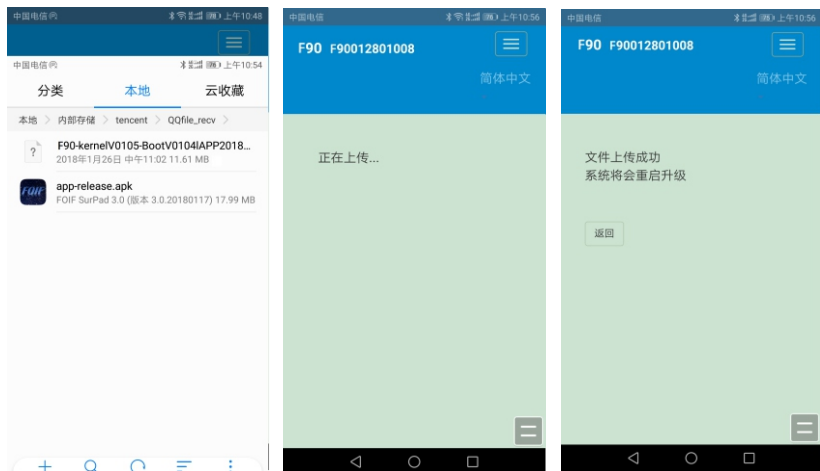 中国电信
上午10:48
中国电信
上午10:54
分类
本地
云收藏
本地 > 内部存储 > tencent > QQfile_recv >
?
F90-kernelV0105-BootV0104IAPP2018...
2018年1月26日 中午11:02 11.61 MB
FOIF
app-release.apk
FOIF SurPad 3.0 (版本 3.0.20180117) 17.99 MB
中国电信
上午10:56
F90 F90012801008
简体中文
正在上传...
中国电信
上午10:56
F90 F90012801008
简体中文
文件上传成功
系统将会重启升级
返回